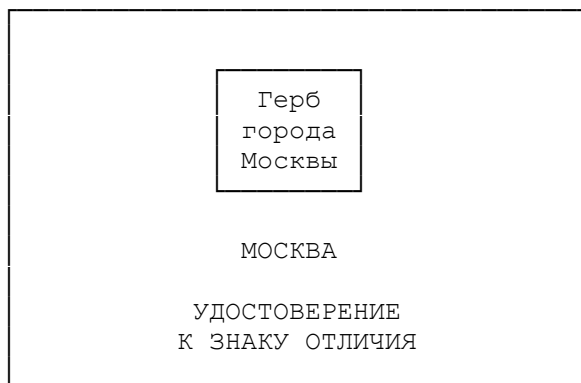 Герб
города
Москвы
МОСКВА
УДОСТОВЕРЕНИЕ
К ЗНАКУ ОТЛИЧИЯ